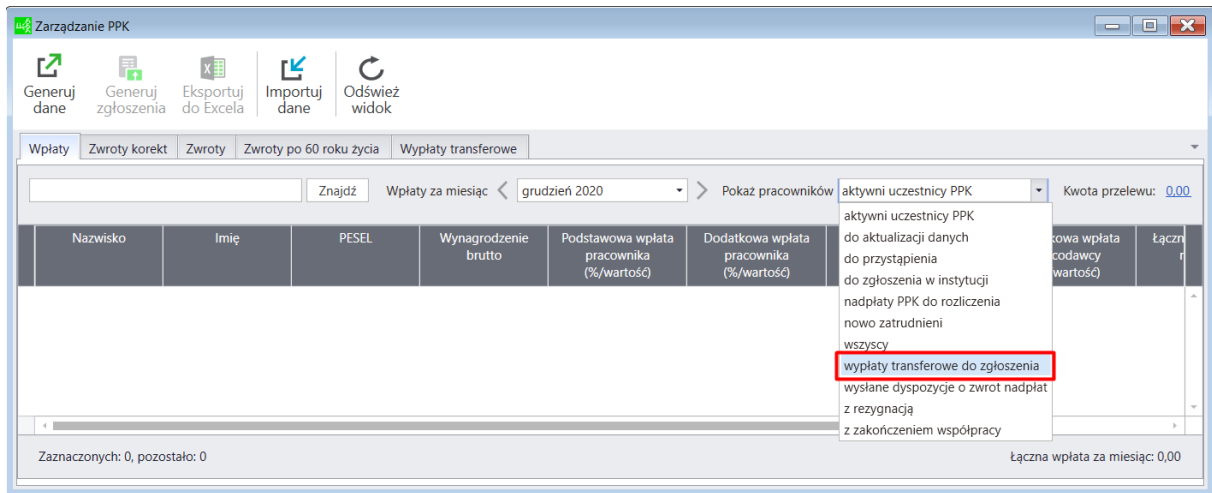 Zarządzanie PPK
Generuj dane
Generuj zgłoszenia
Eksportuj do Excela
Importuj dane
Odśwież widok
Wpłaty Zwroty korekt Zwroty Zwroty po 60 roku życia Wypłaty transferowe
Znajdź Wpłaty za miesiąc grudzień 2020 Pokaż pracowników aktywni uczestnicy PPK Kwota przelewu: 0,00
Nazwisko
Imię
PESEL
Wynagrodzenie brutto
Podstawowa wpłata pracownika (%/wartość)
Dodatkowa wpłata pracownika (%/wartość)
wpłata
Łączn
aktywni uczestnicy PPK
do aktualizacji danych
do przystąpienia
do zgłoszenia w instytucji
nadpłaty PPK do rozliczenia
nowo zatrudnieni
wszyscy
wypłaty transferowe do zgłoszenia
wysłane dyspozycje o zwrot nadpłat
z rezygnacją
z zakończeniem współpracy
Zaznaczonych: 0, pozostało: 0
Łączna wpłata za miesiąc: 0,00